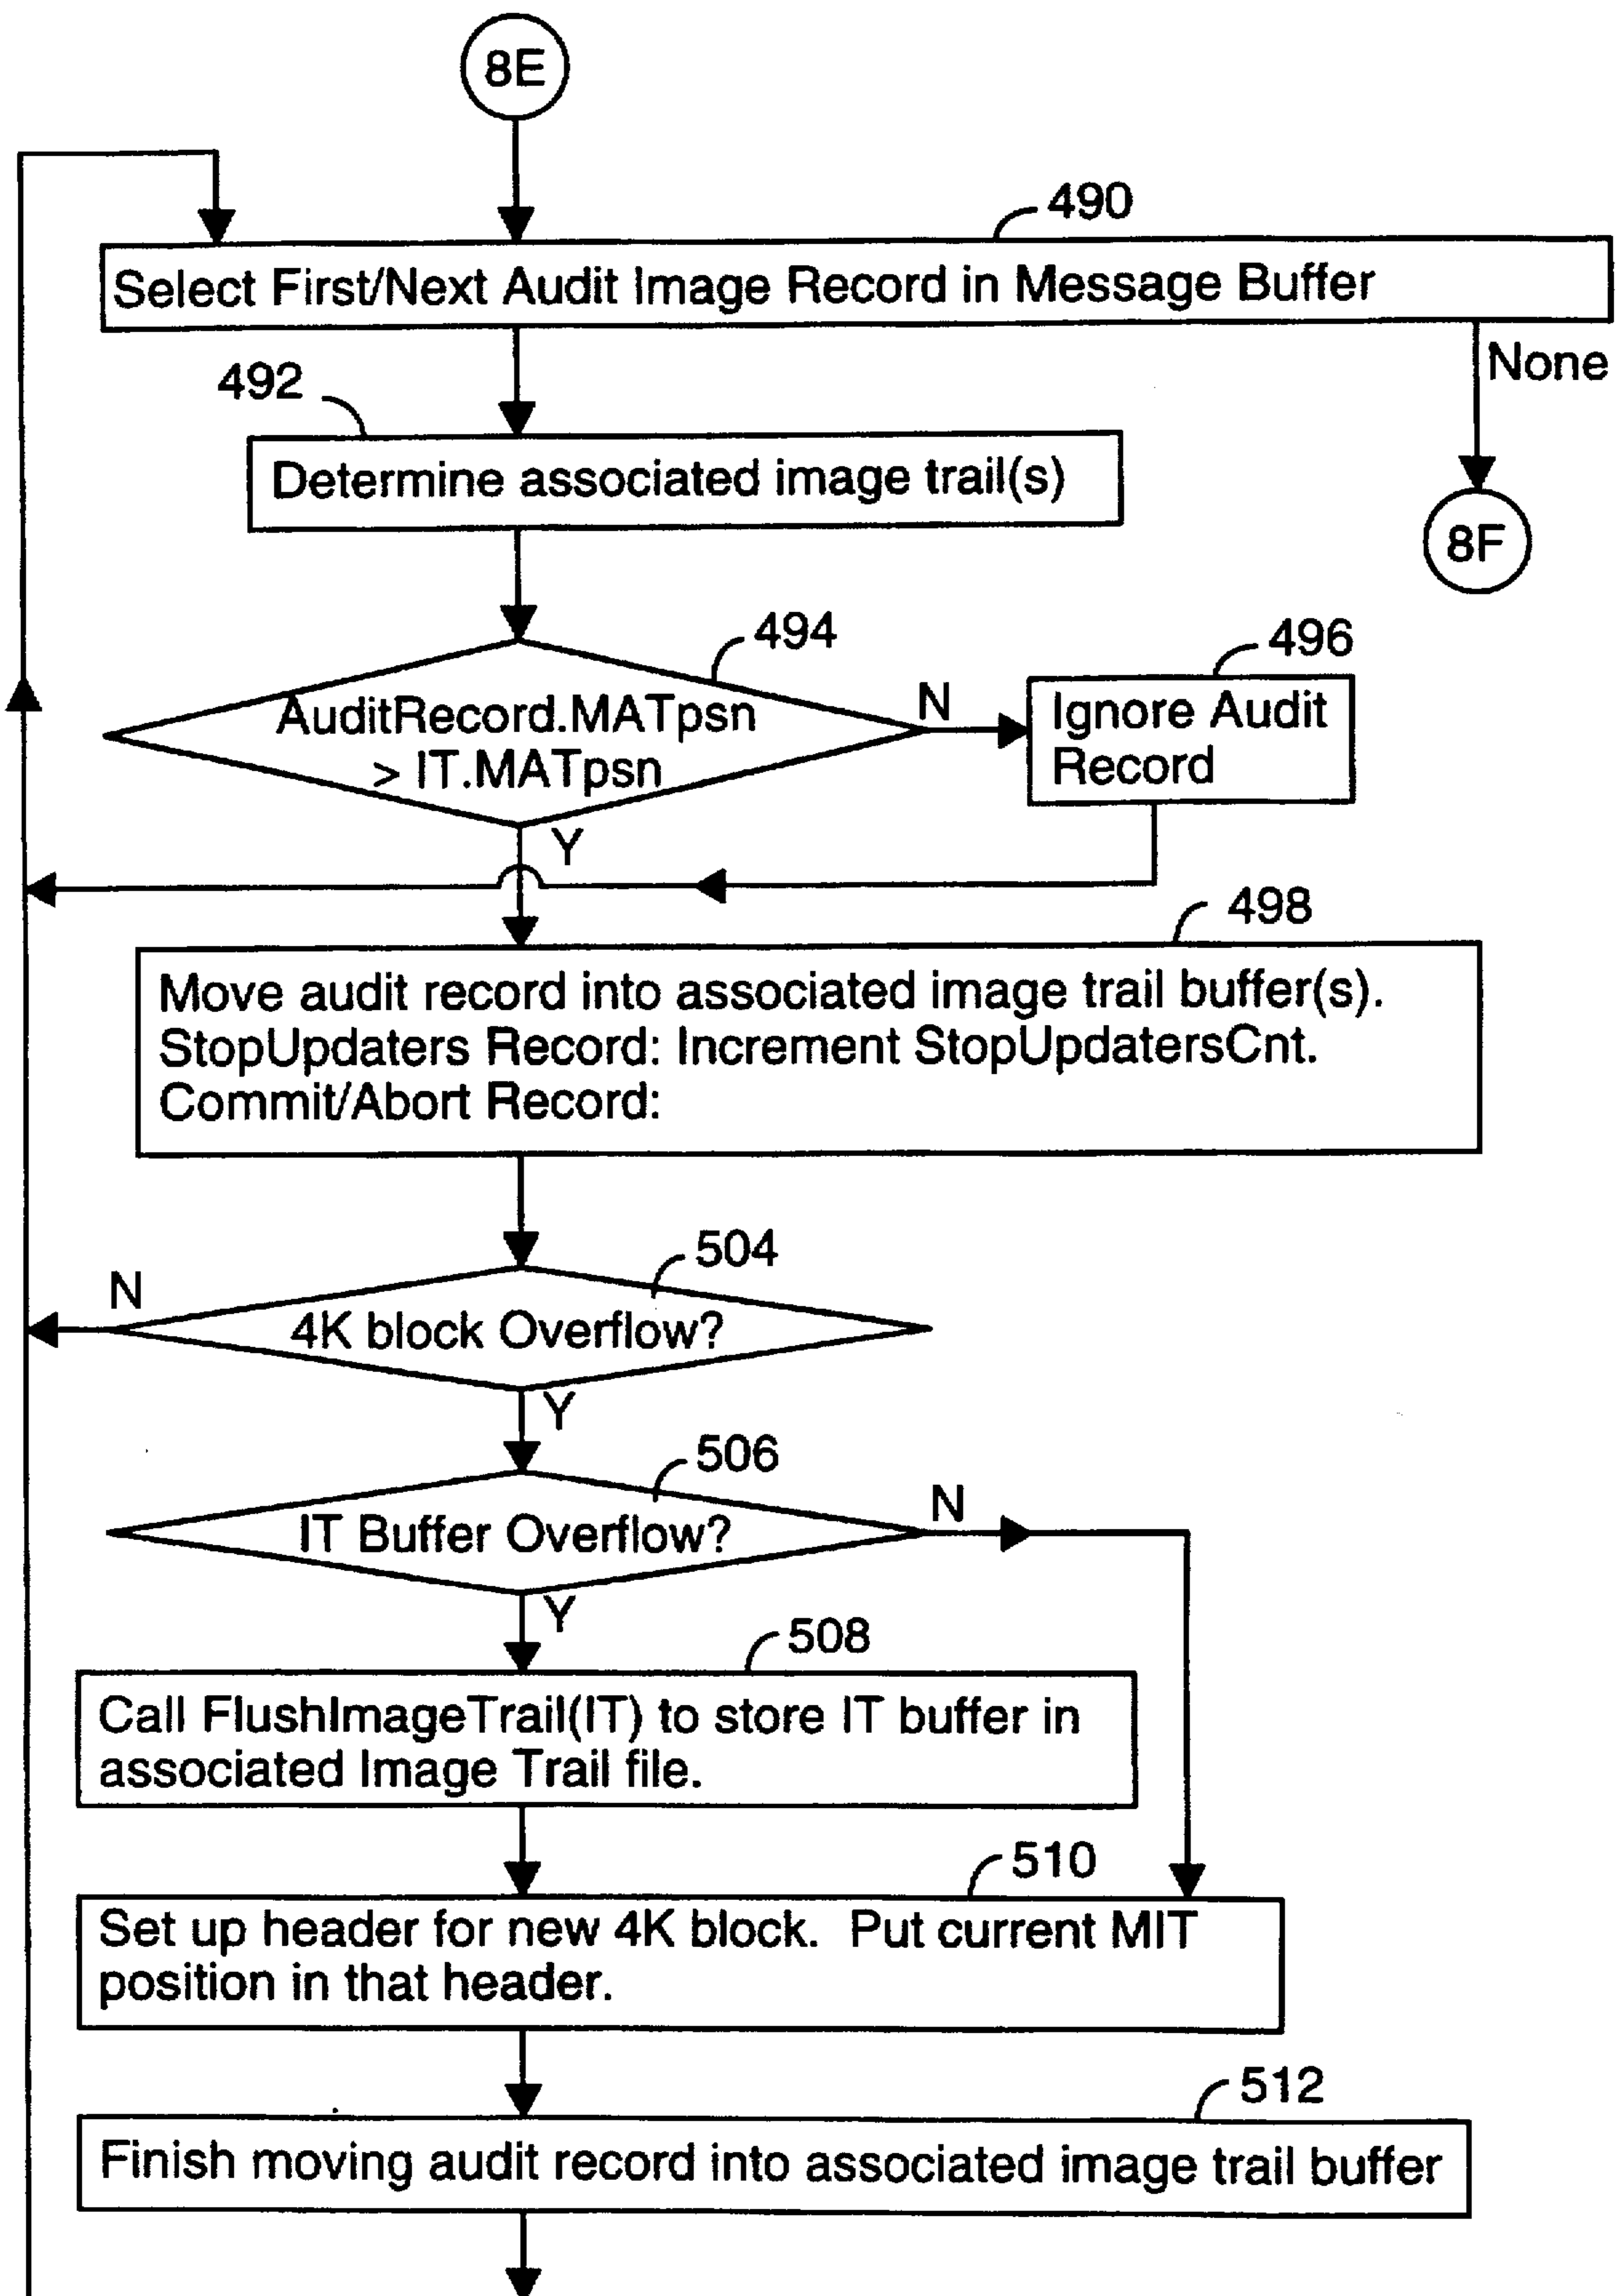 8E
490
Select First/Next Audit Image Record in Message Buffer
None
492
Determine associated image trail(s)
8F
494
496
AuditRecord.MATpsn
> IT.MATpsn
N
Ignore Audit
Record
Y
498
Move audit record into associated image trail buffer(s).
StopUpdaters Record: Increment StopUpdatersCnt.
Commit/Abort Record:
504
N
4K block Overflow?
Y
506
N
IT Buffer Overflow?
Y
508
Call FlushImageTrail(IT) to store IT buffer in
associated Image Trail file.
510
Set up header for new 4K block.  Put current MIT
position in that header.
512
Finish moving audit record into associated image trail buffer